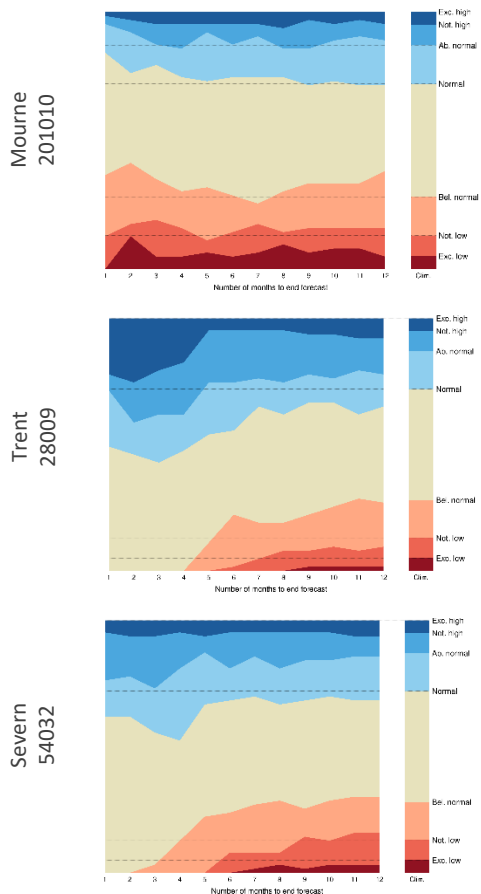 Mourne
201010
Exc. high
Not. high
Ab. normal
Normal
Bel. normal
Not. low
Exc. low
1 2 3 4 5 6 7 8 9 10 11 12 Clim.
Number of months to end forecast
Trent
28009
Exc. high
Not. high
Ab. normal
Normal
Bel. normal
Not. low
Exc. low
1 2 3 4 5 6 7 8 9 10 11 12 Clim.
Number of months to end forecast
Severn
54032
Exc. high
Not. high
Ab. normal
Normal
Bel. normal
Not. low
Exc. low
1 2 3 4 5 6 7 8 9 10 11 12 Clim.
Number of months to end forecast